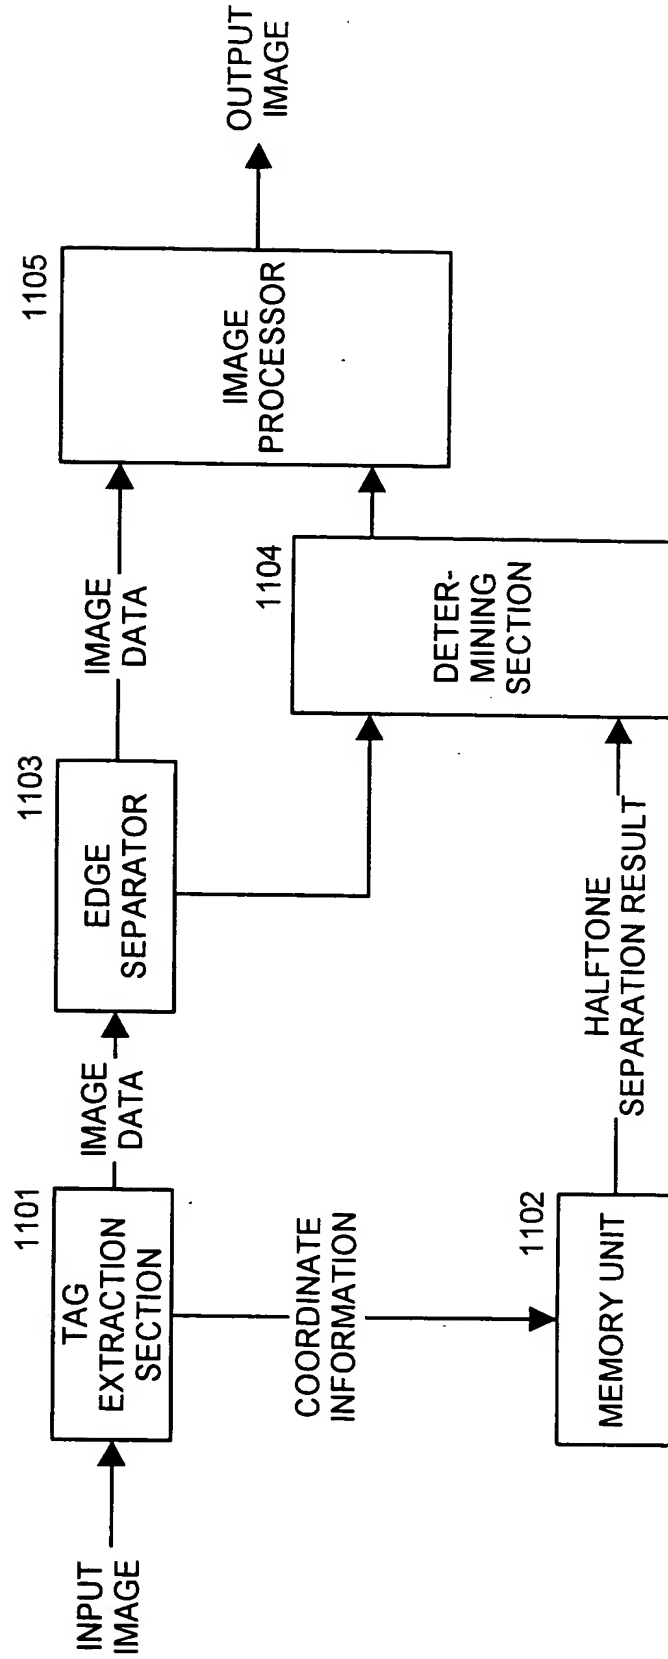 INPUT
IMAGE
1101
TAG
EXTRACTION
SECTION
IMAGE
DATA
1103
EDGE
SEPARATOR
IMAGE
DATA
1105
IMAGE
PROCESSOR
OUTPUT
IMAGE
COORDINATE
INFORMATION
1102
MEMORY UNIT
HALFTONE
SEPARATION RESULT
1104
DETER-
MINING
SECTION